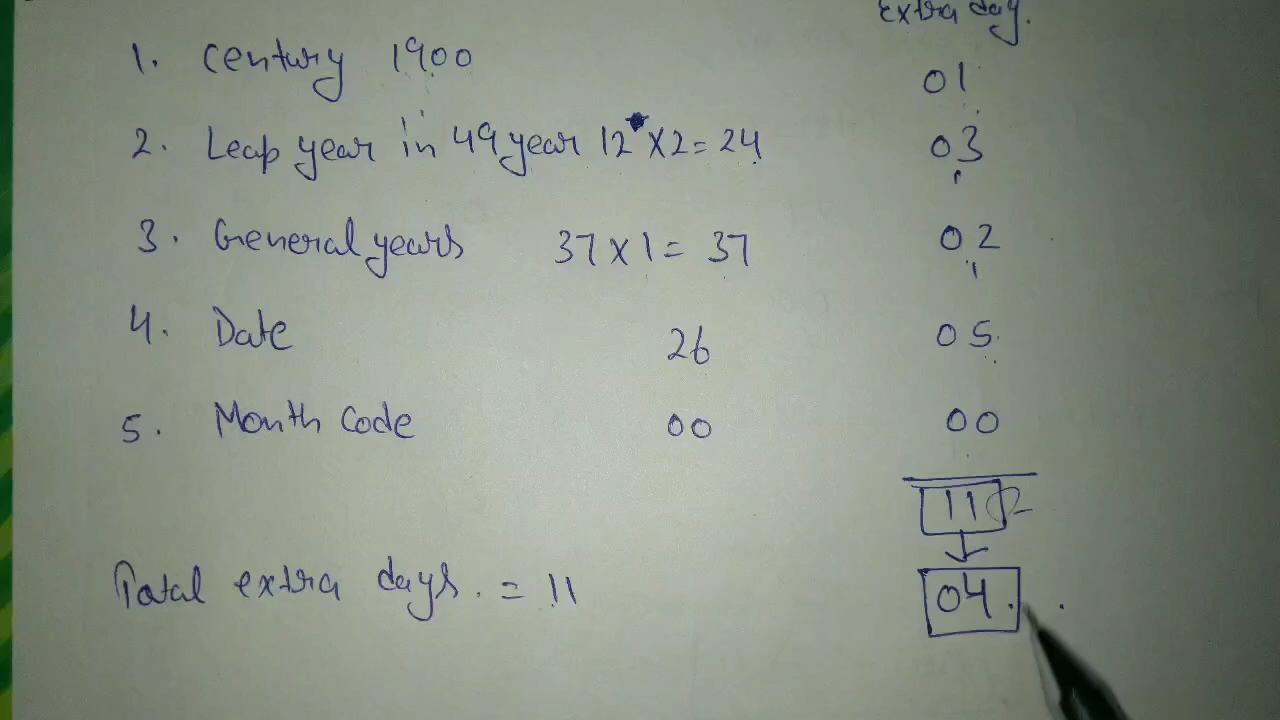 extra day.
1. Century 1900 01
2. Leap year in 49 year 12 X2 = 24 03
3. General years 37 X 1 = 37 02
4. Date 26 05
5. Month Code 00 00
11
04
Total extra days. = 11